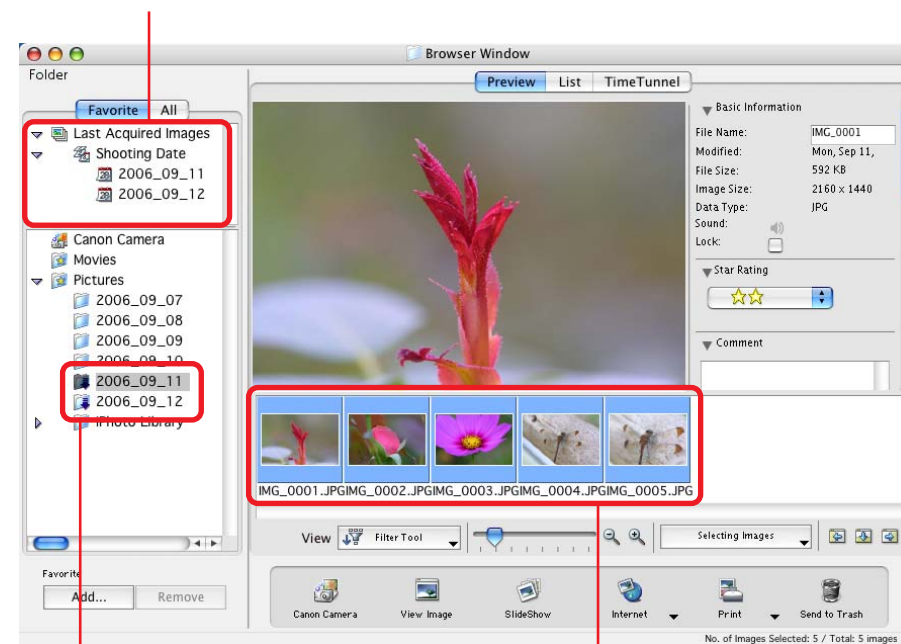 Browser Window
Folder
Preview List TimeTunnel
Favorite All
Last Acquired Images
Shooting Date
2006_09_11
2006_09_12
Canon Camera
Movies
Pictures
2006_09_07
2006_09_08
2006_09_09
2006_09_10
2006_09_11
2006_09_12
iPhoto Library
Favorite
Add... Remove
Basic Information
File Name: IMG_0001
Modified: Mon, Sep 11,
File Size: 592 KB
Image Size: 2160 x 1440
Data Type: JPG
Sound:
Lock:
Star Rating
Comment
IMG_0001.JPG IMG_0002.JPG IMG_0003.JPG IMG_0004.JPG IMG_0005.JPG
View Filter Tool Selecting Images
Canon Camera View Image SlideShow Internet Print Send to Trash
No. of Images Selected: 5 / Total: 5 images